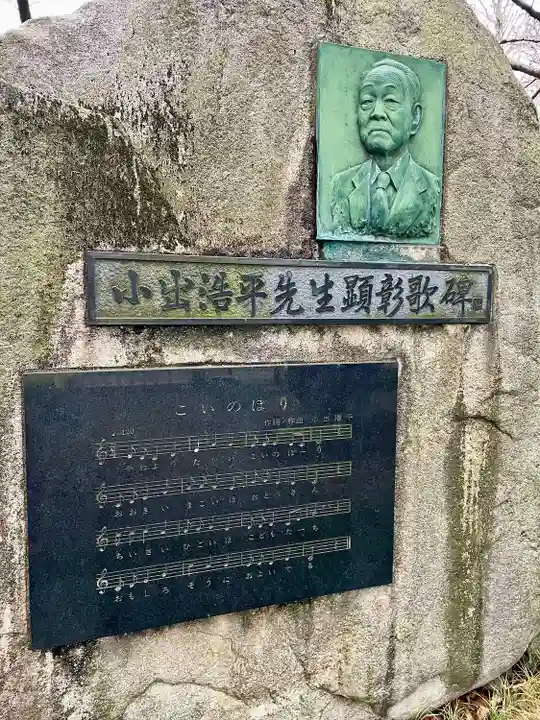 小出浩平先生顕彰歌碑
こいのぼり
作詞・作曲 小出浩平
♩=120
やねより たかい こいのぼり
おおきい まごいは おとうさん
ちいさい ひごいは こどもたち
おもしろ そうに およいでる